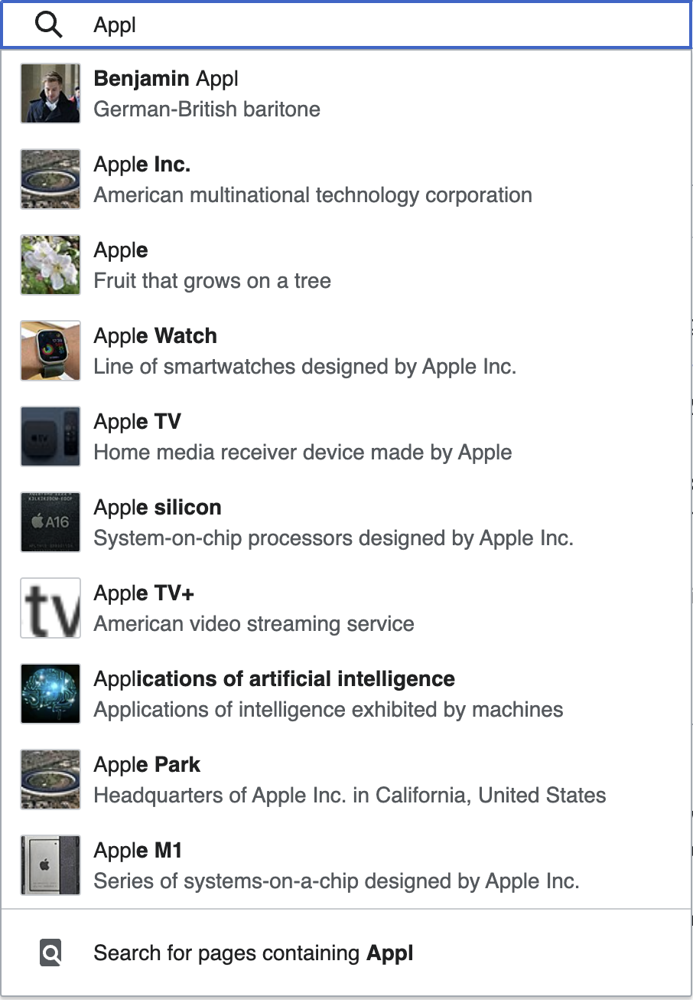 Appl
Benjamin Appl
German-British baritone
Apple Inc.
American multinational technology corporation
Apple
Fruit that grows on a tree
Apple Watch
Line of smartwatches designed by Apple Inc.
Apple TV
Home media receiver device made by Apple
Apple silicon
System-on-chip processors designed by Apple Inc.
A16
Apple TV+
American video streaming service
tv
Applications of artificial intelligence
Applications of intelligence exhibited by machines
Apple Park
Headquarters of Apple Inc. in California, United States
Apple M1
Series of systems-on-a-chip designed by Apple Inc.
Search for pages containing Appl